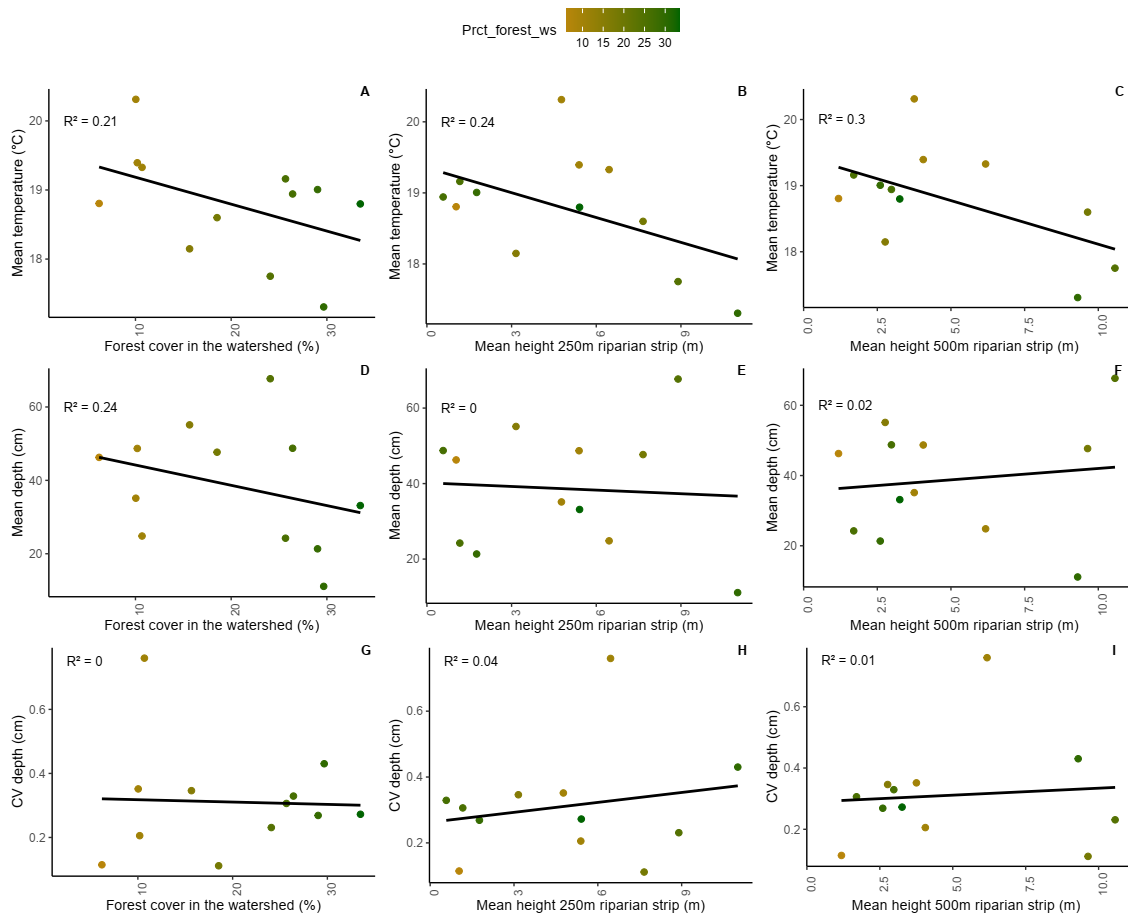 Prct_forest_ws
10 15 20 25 30
A
R² = 0.21
Mean temperature (°C)
20
19
18
10 20 30
Forest cover in the watershed (%)
B
R² = 0.24
Mean temperature (°C)
20
19
18
0 3 6 9
Mean height 250m riparian strip (m)
C
R² = 0.3
Mean temperature (°C)
20
19
18
0.0 2.5 5.0 7.5 10.0
Mean height 500m riparian strip (m)
D
R² = 0.24
Mean depth (cm)
60
40
20
10 20 30
Forest cover in the watershed (%)
E
R² = 0
Mean depth (cm)
60
40
20
0 3 6 9
Mean height 250m riparian strip (m)
F
R² = 0.02
Mean depth (cm)
60
40
20
0.0 2.5 5.0 7.5 10.0
Mean height 500m riparian strip (m)
G
R² = 0
CV depth (cm)
0.6
0.4
0.2
10 20 30
Forest cover in the watershed (%)
H
R² = 0.04
CV depth (cm)
0.6
0.4
0.2
0 3 6 9
Mean height 250m riparian strip (m)
I
R² = 0.01
CV depth (cm)
0.6
0.4
0.2
0.0 2.5 5.0 7.5 10.0
Mean height 500m riparian strip (m)